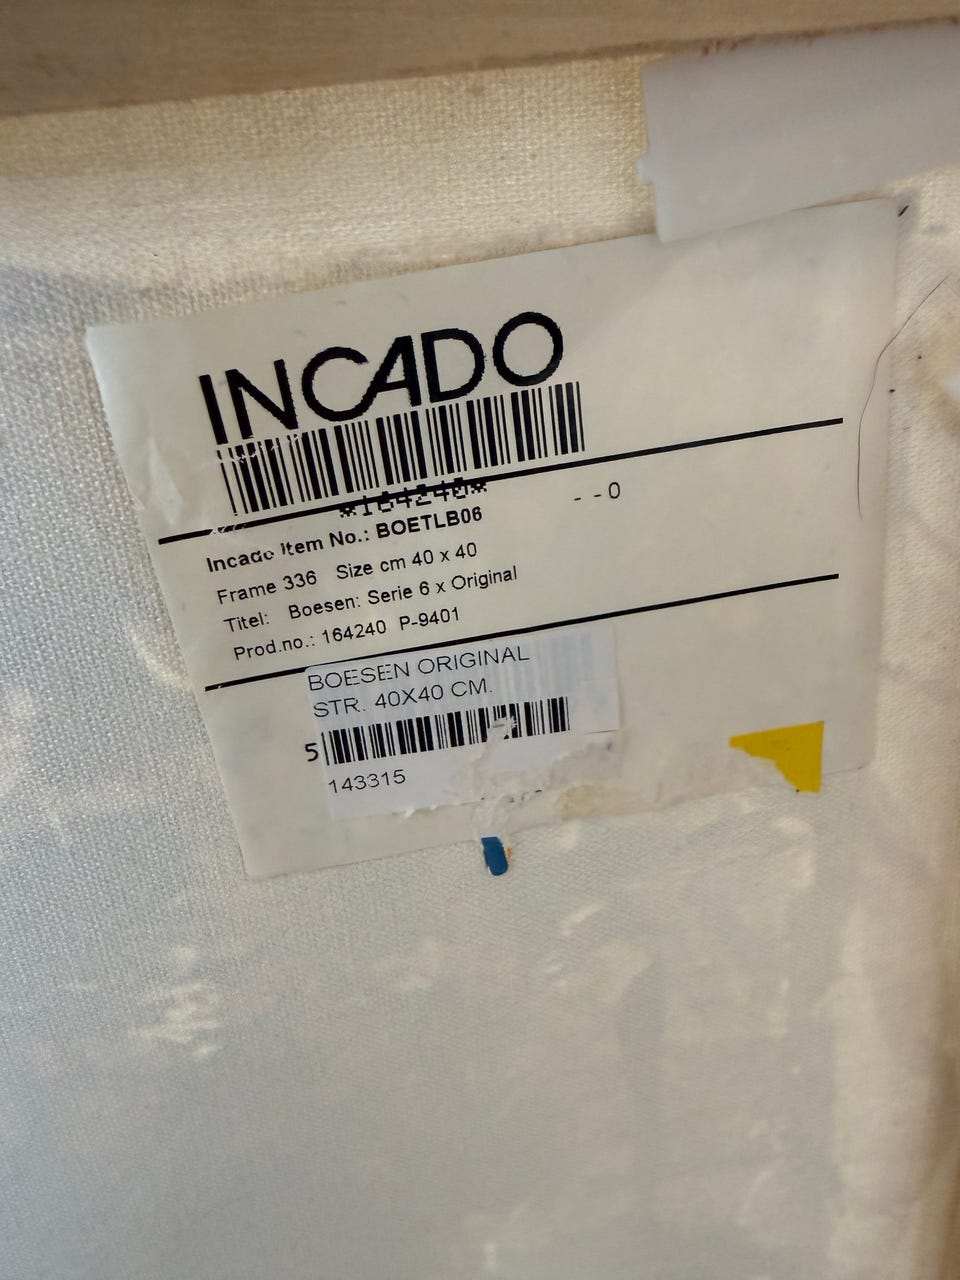 INCADO
*164240*
- - 0
Incado Item No.: BOETLB06
Frame 336 Size cm 40 x 40
Titel: Boesen: Serie 6 x Original
Prod.no.: 164240 P-9401
BOESEN ORIGINAL
STR. 40X40 CM.
5
143315